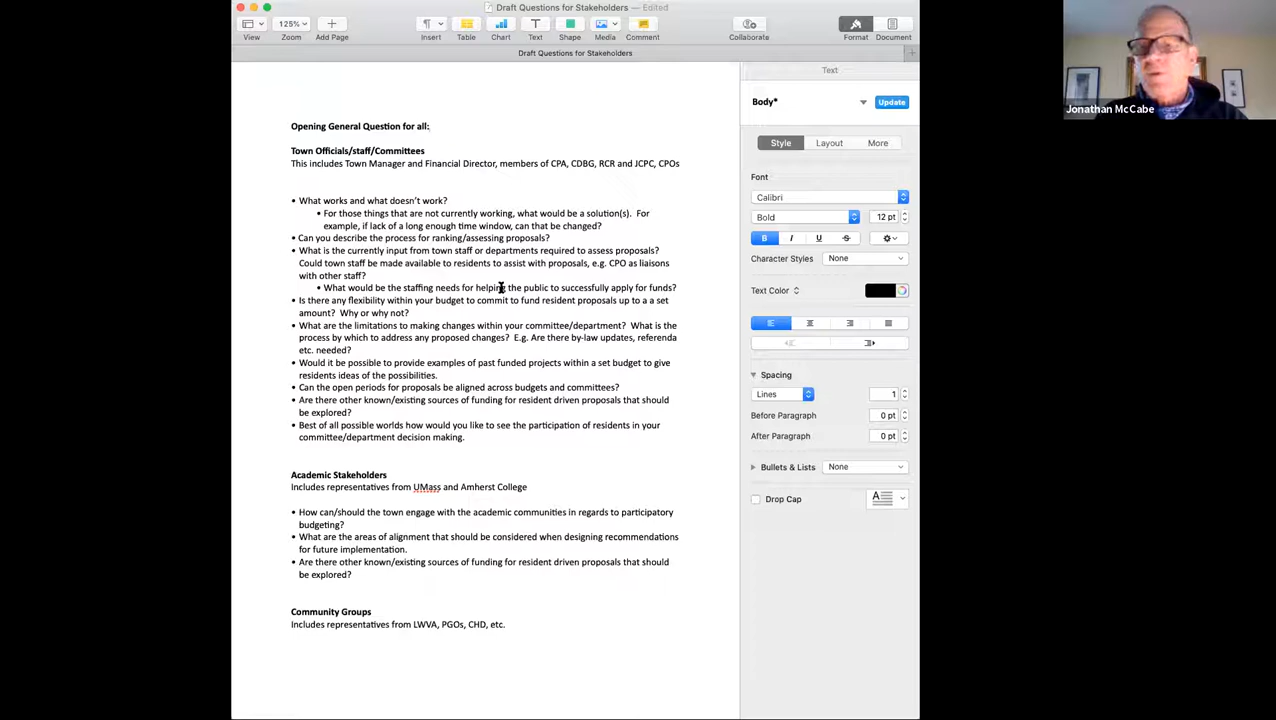 Draft Questions for Stakeholders — Edited
View
125%
Zoom
Add Page
Insert
Table
Chart
Text
Shape
Media
Comment
Collaborate
Format
Document
Draft Questions for Stakeholders
Opening General Question for all:
Town Officials/staff/Committees
This includes Town Manager and Financial Director, members of CPA, CDBG, RCR and JCPC, CPOs
• What works and what doesn't work?
• For those things that are not currently working, what would be a solution(s). For
example, if lack of a long enough time window, can that be changed?
• Can you describe the process for ranking/assessing proposals?
• What is the currently input from town staff or departments required to assess proposals?
Could town staff be made available to residents to assist with proposals, e.g. CPO as liaisons
with other staff?
• What would be the staffing needs for helping the public to successfully apply for funds?
• Is there any flexibility within your budget to commit to fund resident proposals up to a a set
amount? Why or why not?
• What are the limitations to making changes within your committee/department? What is the
process by which to address any proposed changes? E.g. Are there by-law updates, referenda
etc. needed?
• Would it be possible to provide examples of past funded projects within a set budget to give
residents ideas of the possibilities.
• Can the open periods for proposals be aligned across budgets and committees?
• Are there other known/existing sources of funding for resident driven proposals that should
be explored?
• Best of all possible worlds how would you like to see the participation of residents in your
committee/department decision making.
Academic Stakeholders
Includes representatives from UMass and Amherst College
• How can/should the town engage with the academic communities in regards to participatory
budgeting?
• What are the areas of alignment that should be considered when designing recommendations
for future implementation.
• Are there other known/existing sources of funding for resident driven proposals that should
be explored?
Community Groups
Includes representatives from LWVA, PGOs, CHD, etc.
Text
Body*
Update
Style
Layout
More
Font
Calibri
Bold
12 pt
B I U S
Character Styles
None
Text Color
Spacing
Lines
1
Before Paragraph
0 pt
After Paragraph
0 pt
Bullets & Lists
None
Drop Cap
A
Jonathan McCabe